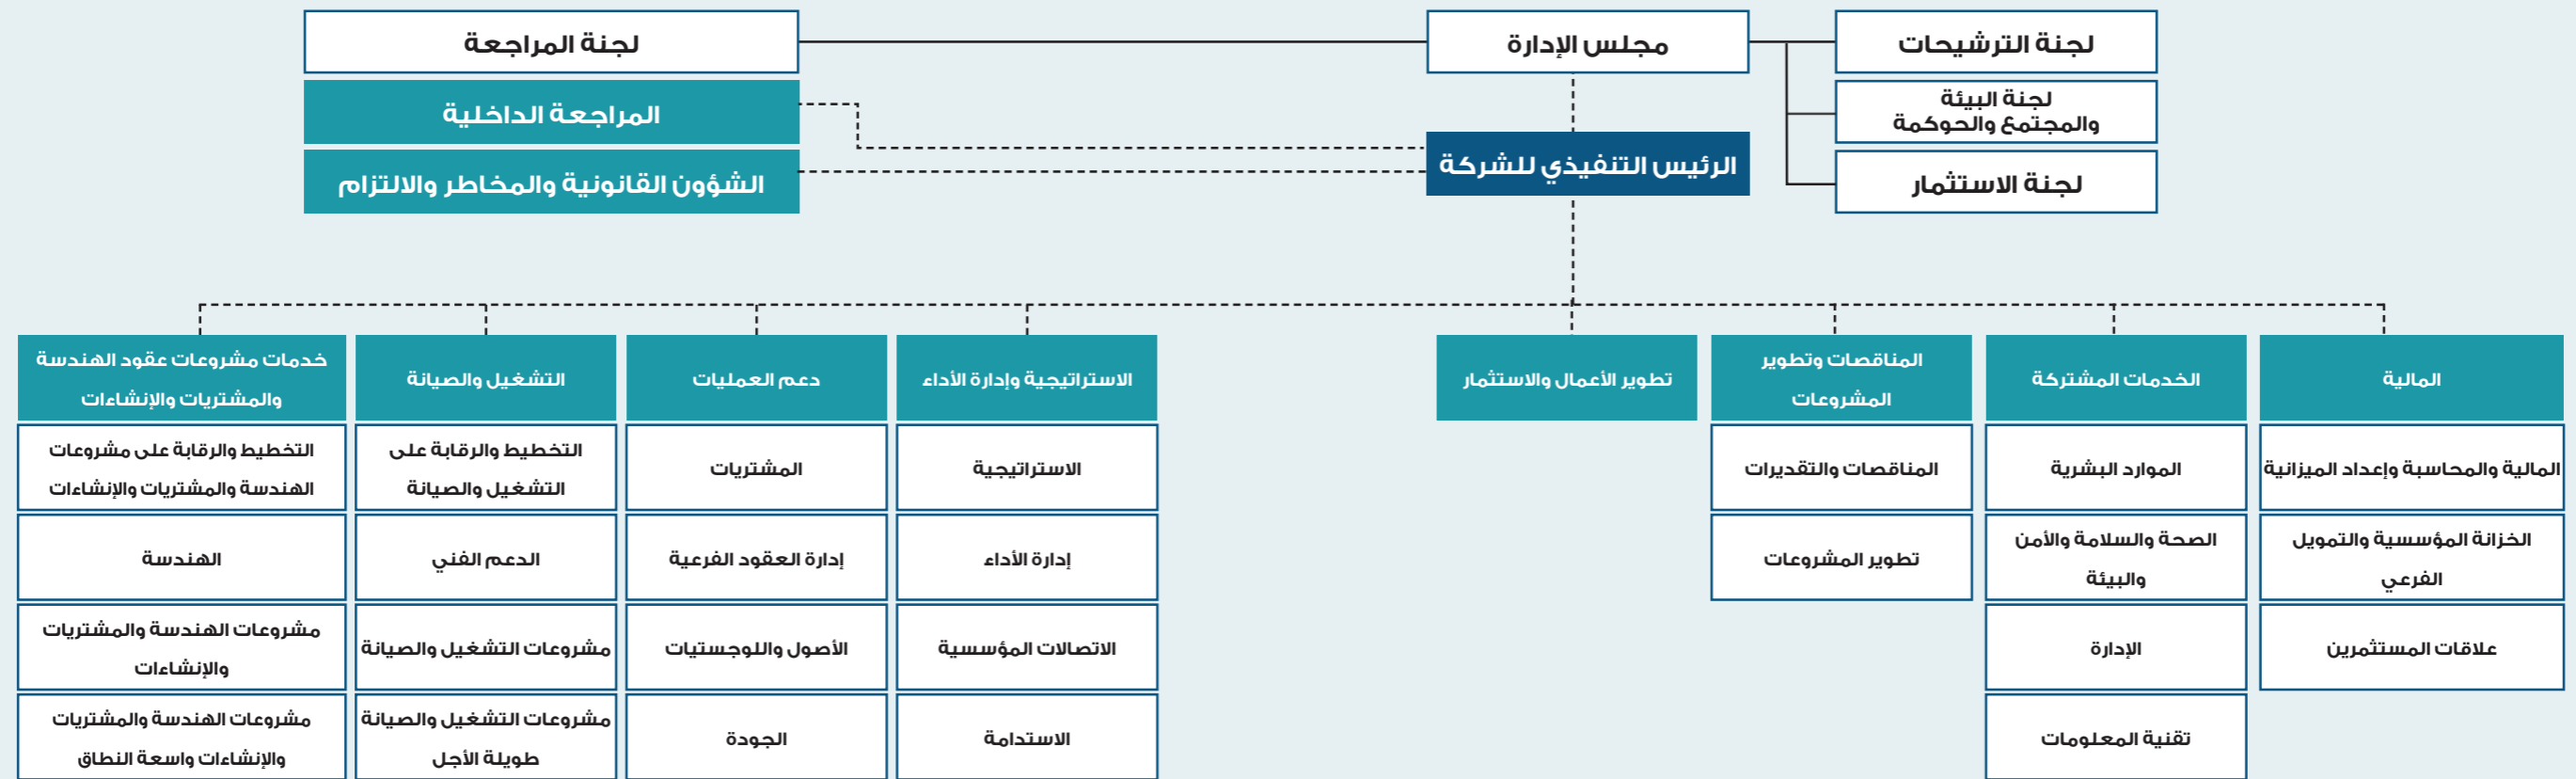 لجنة الترشيحات
مجلس الإدارة
لجنة المراجعة
لجنة البيئة
والمجتمع والحوكمة
المراجعة الداخلية
لجنة الاستثمار
الرئيس التنفيذي للشركة
الشؤون القانونية والمخاطر والالتزام
المالية
المالية والمحاسبة وإعداد الميزانية
الخزانة المؤسسية والتمويل
الفرعي
علاقات المستثمرين
الخدمات المشتركة
الموارد البشرية
الصحة والسلامة والأمن
والبيئة
الإدارة
تقنية المعلومات
المناقصات وتطوير
المشروعات
المناقصات والتقديرات
تطوير المشروعات
تطوير الأعمال والاستثمار
الاستراتيجية وإدارة الأداء
الاستراتيجية
إدارة الأداء
الاتصالات المؤسسية
الاستدامة
دعم العمليات
المشتريات
إدارة العقود الفرعية
الأصول واللوجستيات
الجودة
التشغيل والصيانة
التخطيط والرقابة على
التشغيل والصيانة
الدعم الفني
مشروعات التشغيل والصيانة
مشروعات التشغيل والصيانة
طويلة الأجل
خدمات مشروعات عقود الهندسة
والمشتريات والإنشاءات
التخطيط والرقابة على مشروعات
الهندسة والمشتريات والإنشاءات
الهندسة
مشروعات الهندسة والمشتريات
والإنشاءات
مشروعات الهندسة والمشتريات
والإنشاءات واسعة النطاق